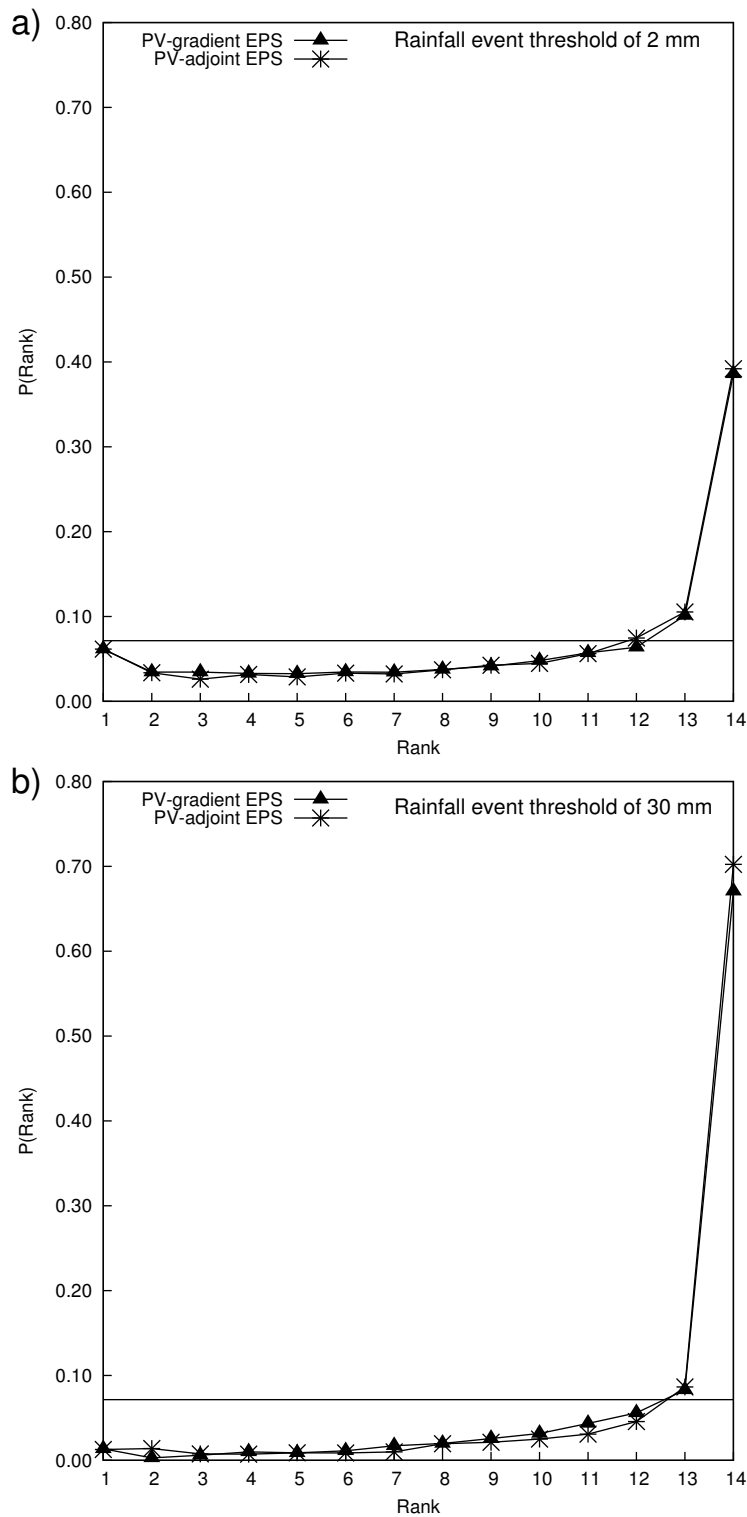 a)
PV-gradient EPS
PV-adjoint EPS
Rainfall event threshold of 2 mm
0.80
0.70
0.60
0.50
0.40
0.30
0.20
0.10
0.00
P(Rank)
1 2 3 4 5 6 7 8 9 10 11 12 13 14
Rank
b)
PV-gradient EPS
PV-adjoint EPS
Rainfall event threshold of 30 mm
0.80
0.70
0.60
0.50
0.40
0.30
0.20
0.10
0.00
P(Rank)
1 2 3 4 5 6 7 8 9 10 11 12 13 14
Rank